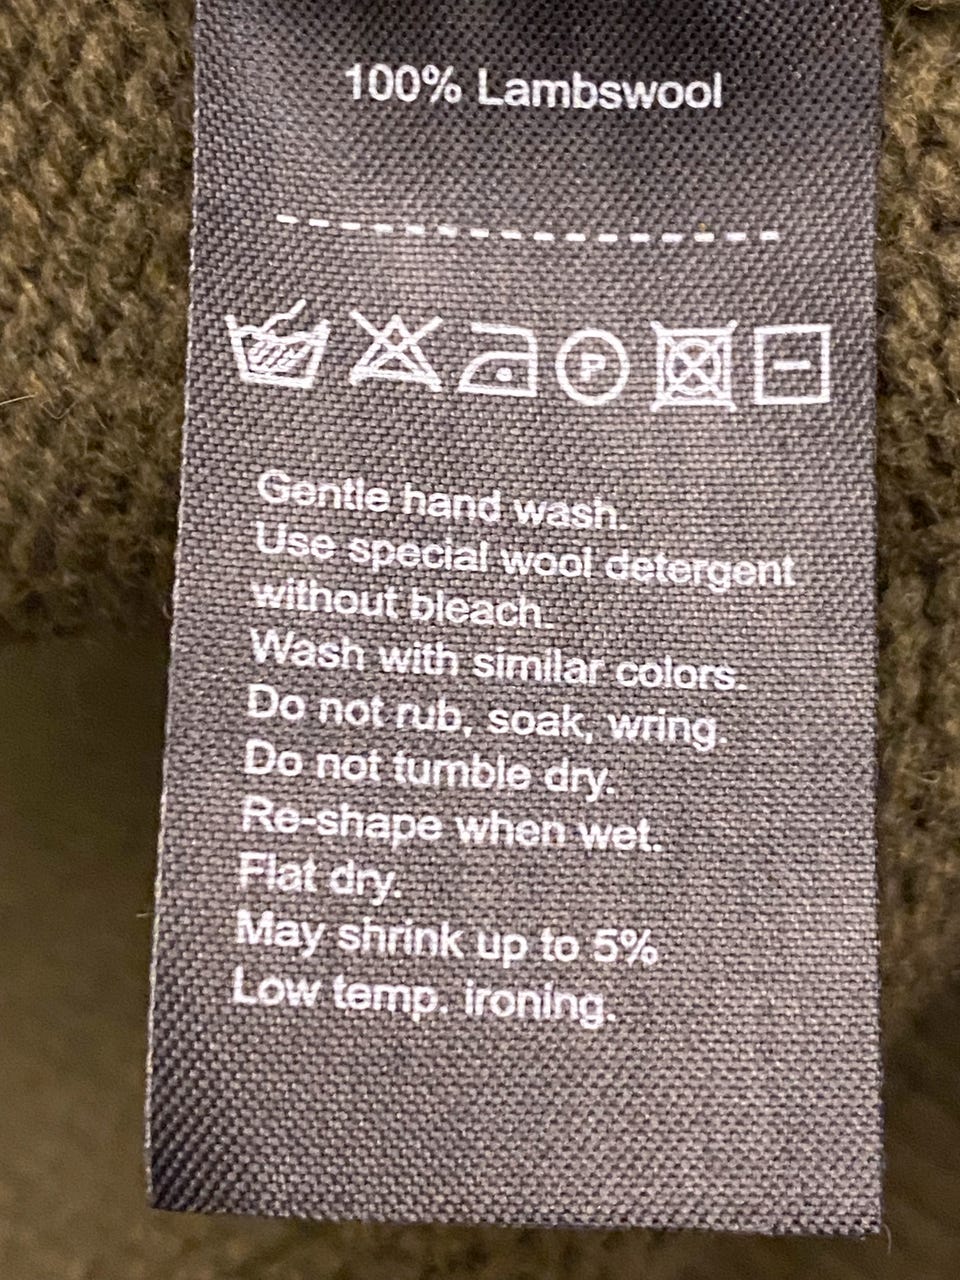 100% Lambswool
P
Gentle hand wash.
Use special wool detergent
without bleach.
Wash with similar colors.
Do not rub, soak, wring.
Do not tumble dry.
Re-shape when wet.
Flat dry.
May shrink up to 5%
Low temp. ironing.